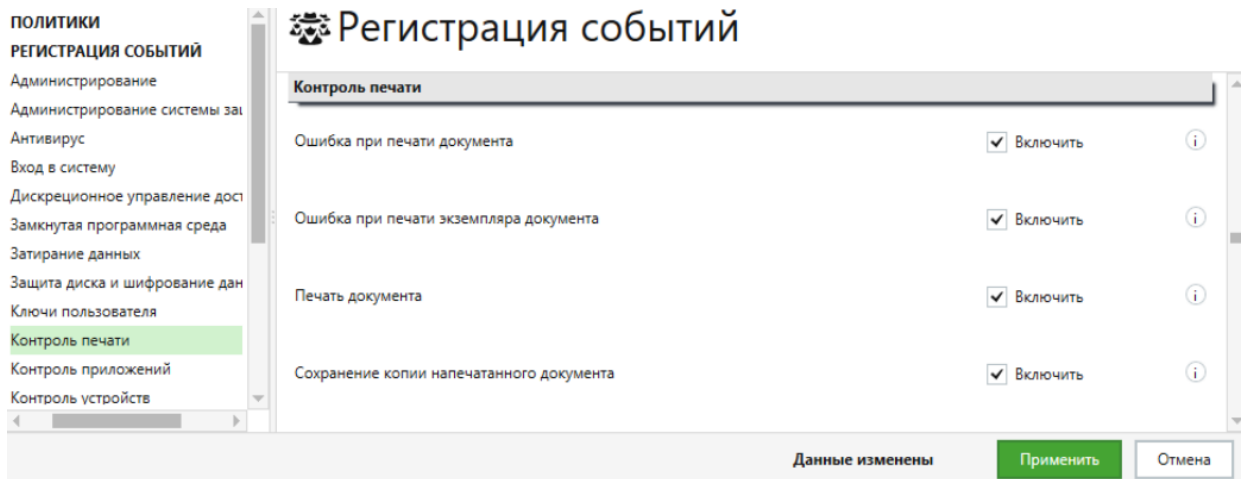 ПОЛИТИКИ
РЕГИСТРАЦИЯ СОБЫТИЙ
Администрирование
Администрирование системы защ
Антивирус
Вход в систему
Дискреционное управление дост
Замкнутая программная среда
Затирание данных
Защита диска и шифрование дан
Ключи пользователя
Контроль печати
Контроль приложений
Контроль устройств
Регистрация событий
Контроль печати
Ошибка при печати документа
Включить
Ошибка при печати экземпляра документа
Включить
Печать документа
Включить
Сохранение копии напечатанного документа
Включить
Данные изменены
Применить
Отмена